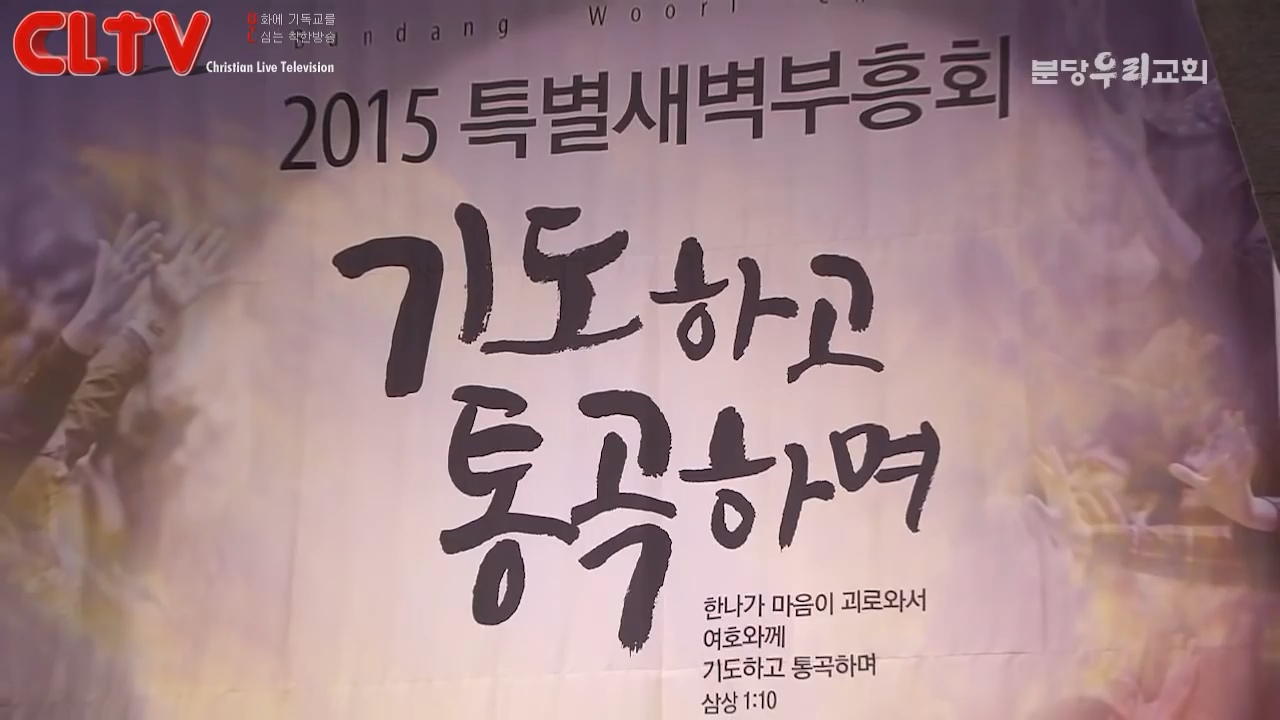 CLTV
문화에 기독교를
심는 착한방송
Christian Live Television
Bundang Woori
분당우리교회
2015 특별새벽부흥회
기도하고
통곡하며
한나가 마음이 괴로와서
여호와께
기도하고 통곡하며
삼상 1:10